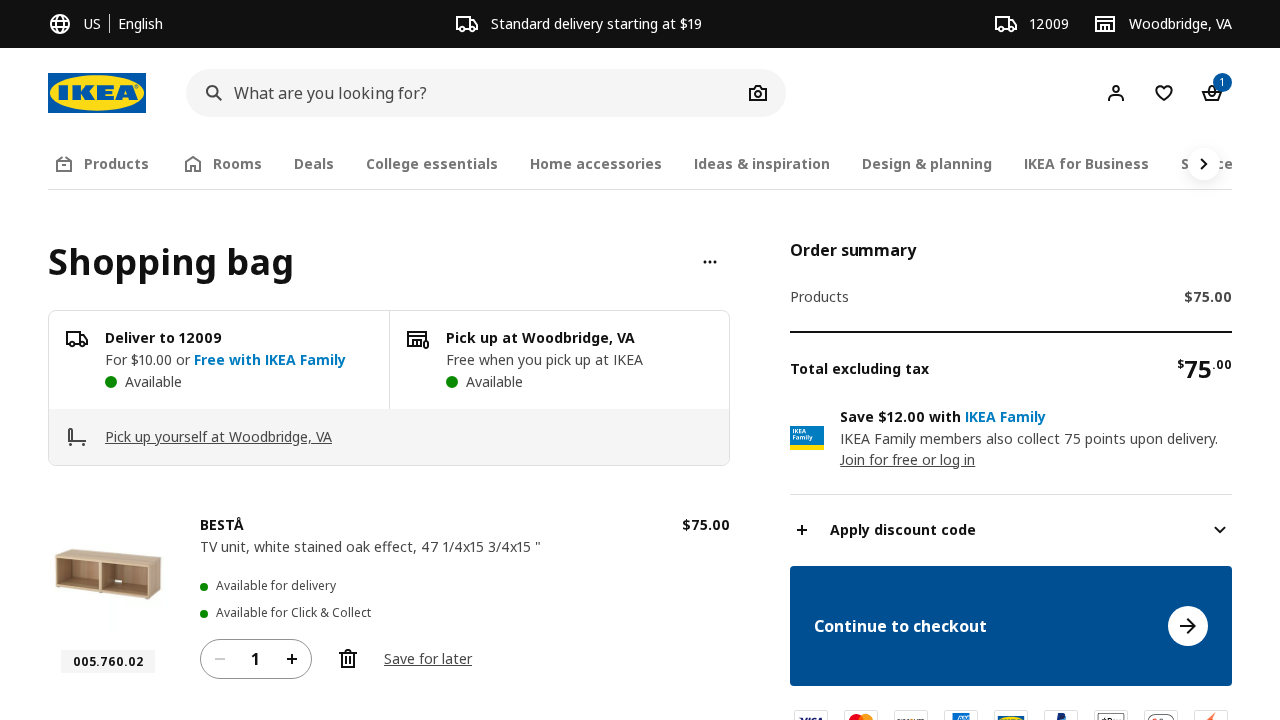 US
English
Standard delivery starting at $19
12009
Woodbridge, VA
IKEA
What are you looking for?
1
Products
Rooms
Deals
College essentials
Home accessories
Ideas & inspiration
Design & planning
IKEA for Business
Shopping bag
Deliver to 12009
For $10.00 or Free with IKEA Family
Available
Pick up at Woodbridge, VA
Free when you pick up at IKEA
Available
Pick up yourself at Woodbridge, VA
BESTÅ
$75.00
TV unit, white stained oak effect, 47 1/4x15 3/4x15 "
Available for delivery
Available for Click & Collect
005.760.02
1
Save for later
Order summary
Products
$75.00
Total excluding tax
$75.00
IKEA
Family
Save $12.00 with IKEA Family
IKEA Family members also collect 75 points upon delivery.
Join for free or log in
Apply discount code
Continue to checkout
VISA